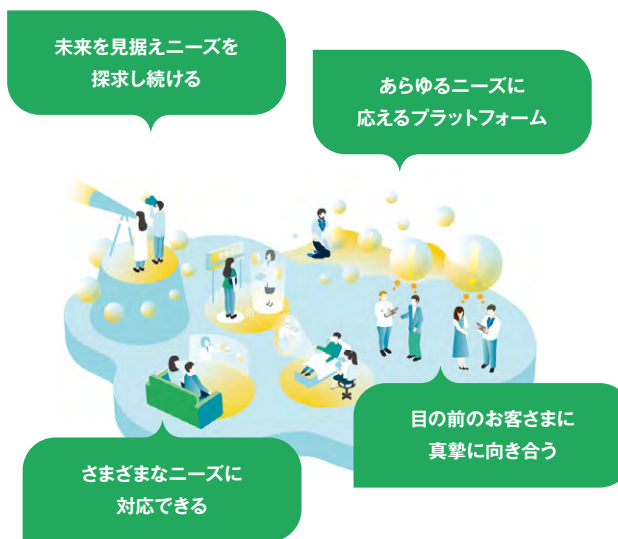 未来を見据えニーズを
探求し続ける
あらゆるニーズに
応えるプラットフォーム
目の前のお客さまに
真摯に向き合う
さまざまなニーズに
対応できる